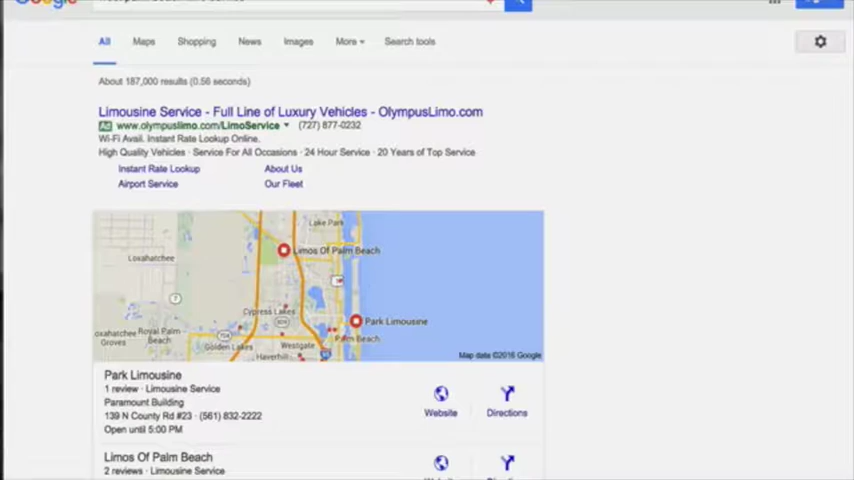 All Maps Shopping News Images More Search tools
About 187,000 results (0.56 seconds)
Limousine Service - Full Line of Luxury Vehicles - OlympusLimo.com
Ad www.olympuslimo.com/LimoService (727) 877-0232
Wi-Fi Avail. Instant Rate Lookup Online.
High Quality Vehicles · Service For All Occasions · 24 Hour Service · 20 Years of Top Service
Instant Rate Lookup About Us
Airport Service Our Fleet
Lake Park
Limos Of Palm Beach
Loxahatchee
7
Cypress Lakes
809
Park Limousine
oxahatchee
Groves
Royal Palm
Beach
704
Golden Lakes
Westgate
Palm Beach
Haverhill
Map data ©2016 Google
Park Limousine
1 review · Limousine Service
Paramount Building
139 N County Rd #23 · (561) 832-2222
Open until 5:00 PM
Website Directions
Limos Of Palm Beach
2 reviews · Limousine Service